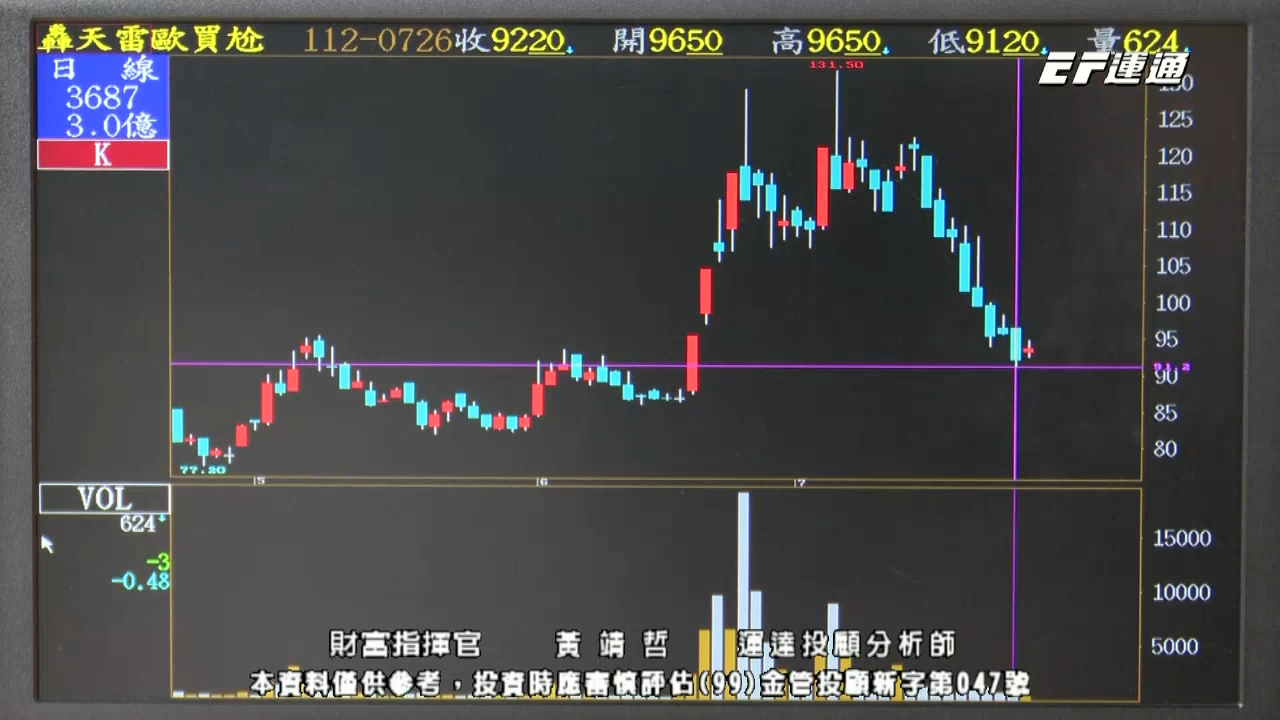 轟天雷歐買尬 112-0726收9220 開9650 高9650 低9120 量624
EF運通
日 線
3687
3.0億
K
131.50
130
125
120
115
110
105
100
95
91.2
90
85
80
77.20
5 6 7
VOL
624
-3
-0.48
15000
10000
5000
財富指揮官 黃靖哲 運達投顧分析師
本資料僅供參考，投資時應審慎評估(99)金管投顧新字第047號